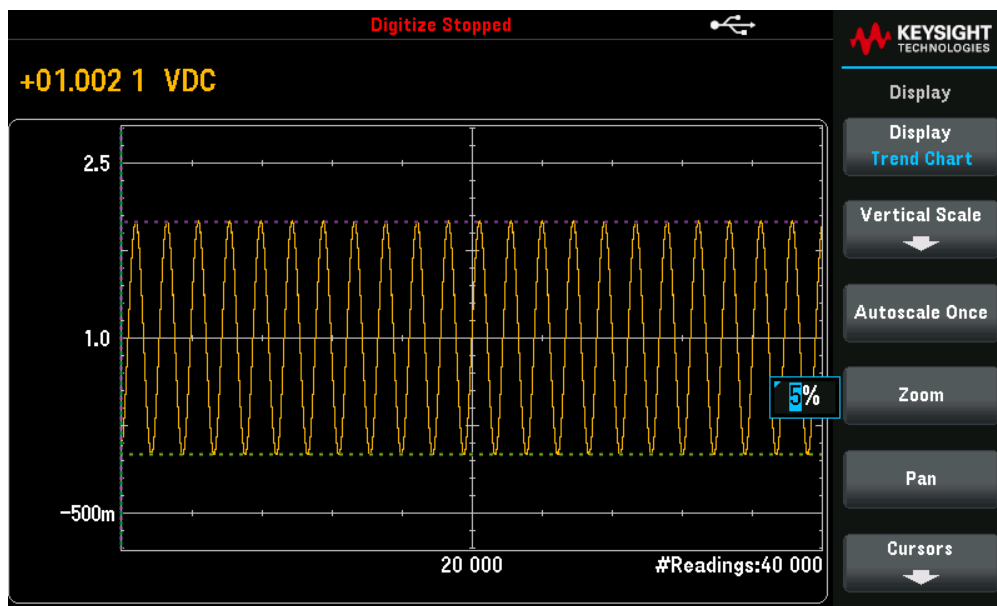 Digitize Stopped
KEYSIGHT
TECHNOLOGIES
+01.002 1 VDC
Display
Display
Trend Chart
2.5
Vertical Scale
Autoscale Once
1.0
5%
Zoom
Pan
-500m
20 000
#Readings:40 000
Cursors